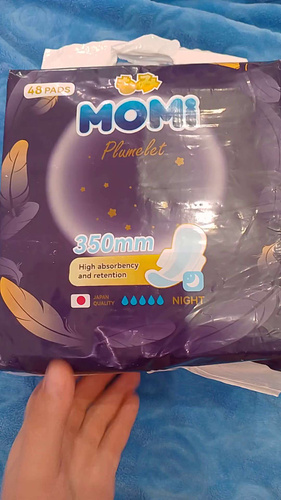 48 PADS
MOMi
Plumelet
350mm
High absorbency
and retention
JAPAN
QUALITY
NIGHT